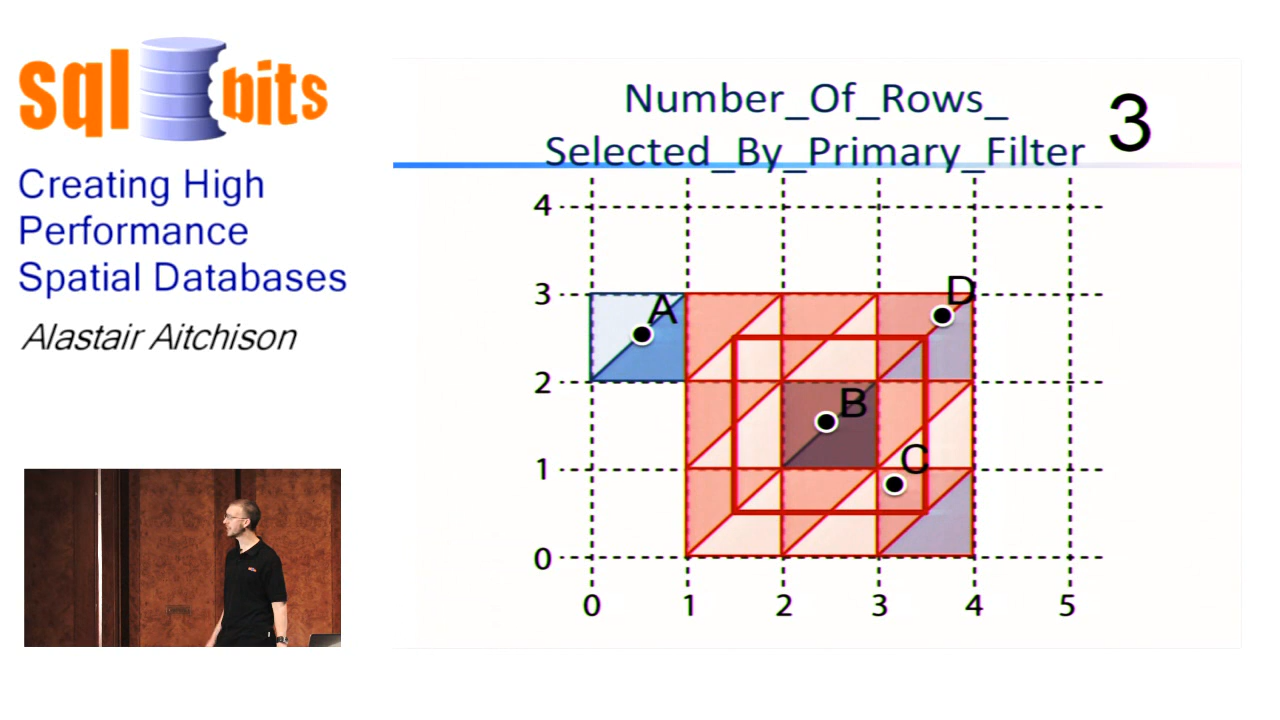 sql bits
Creating High
Performance
Spatial Databases
Alastair Aitchison
Number_Of_Rows_
Selected_By_Primary_Filter
3
4
3
2
1
0
A
B
C
D
0 1 2 3 4 5